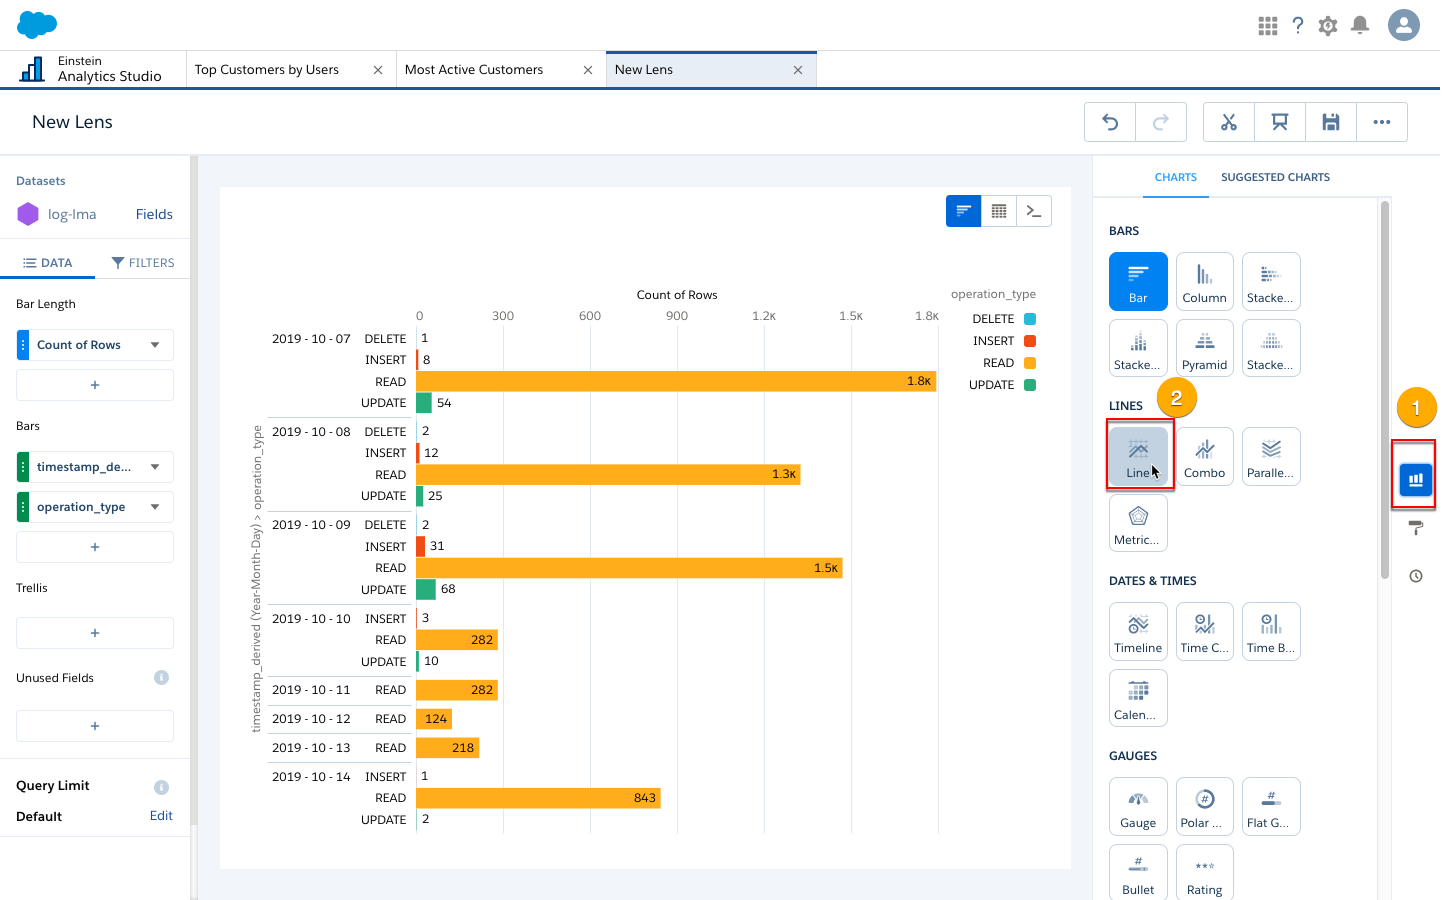 Einstein
Analytics Studio
Top Customers by Users
Most Active Customers
New Lens
New Lens
Datasets
log-lma
Fields
DATA
FILTERS
Bar Length
Count of Rows
+
Bars
timestamp_de...
operation_type
+
Trellis
+
Unused Fields
+
Query Limit
Default
Edit
Count of Rows
0
300
600
900
1.2K
1.5K
1.8K
operation_type
DELETE
INSERT
READ
UPDATE
timestamp_derived (Year-Month-Day) > operation_type
2019 - 10 - 07 DELETE 1
INSERT 8
READ 1.8K
UPDATE 54
2019 - 10 - 08 DELETE 2
INSERT 12
READ 1.3K
UPDATE 25
2019 - 10 - 09 DELETE 2
INSERT 31
READ 1.5K
UPDATE 68
2019 - 10 - 10 INSERT 3
READ 282
UPDATE 10
2019 - 10 - 11 READ 282
2019 - 10 - 12 READ 124
2019 - 10 - 13 READ 218
2019 - 10 - 14 INSERT 1
READ 843
UPDATE 2
CHARTS
SUGGESTED CHARTS
BARS
Bar
Column
Stacke...
Stacke...
Pyramid
Stacke...
LINES
2
1
Line
Combo
Paralle...
Metric...
DATES & TIMES
Timeline
Time C...
Time B...
Calen...
GAUGES
Gauge
Polar ...
Flat G...
Bullet
Rating